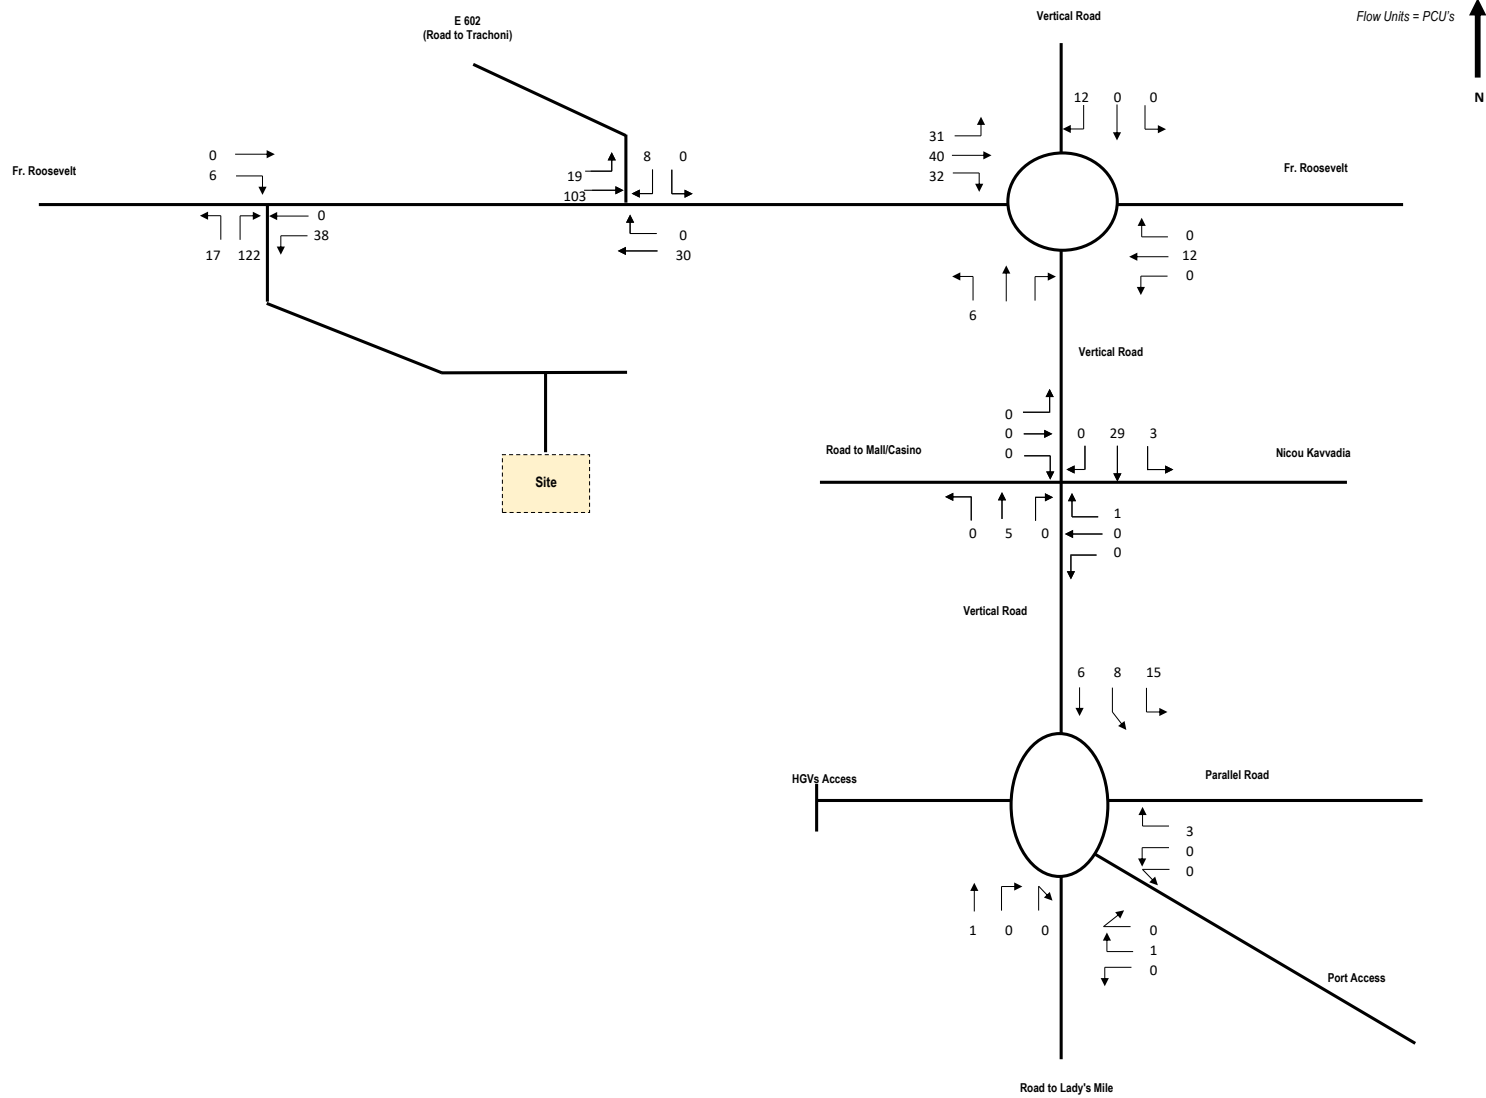 Vertical Road
Flow Units = PCU's
E 602
(Road to Trachoni)
N
12 0 0
31
40
32
0
6
8 0
19
103
Fr. Roosevelt
Fr. Roosevelt
0
38
17 122
0
30
0
12
0
6
Vertical Road
0
0
0
0 29 3
Road to Mall/Casino
Nicou Kavvadia
Site
1
0
0
0 5 0
Vertical Road
6 8 15
HGVs Access
Parallel Road
3
0
0
1 0 0
0
1
0
Port Access
Road to Lady's Mile